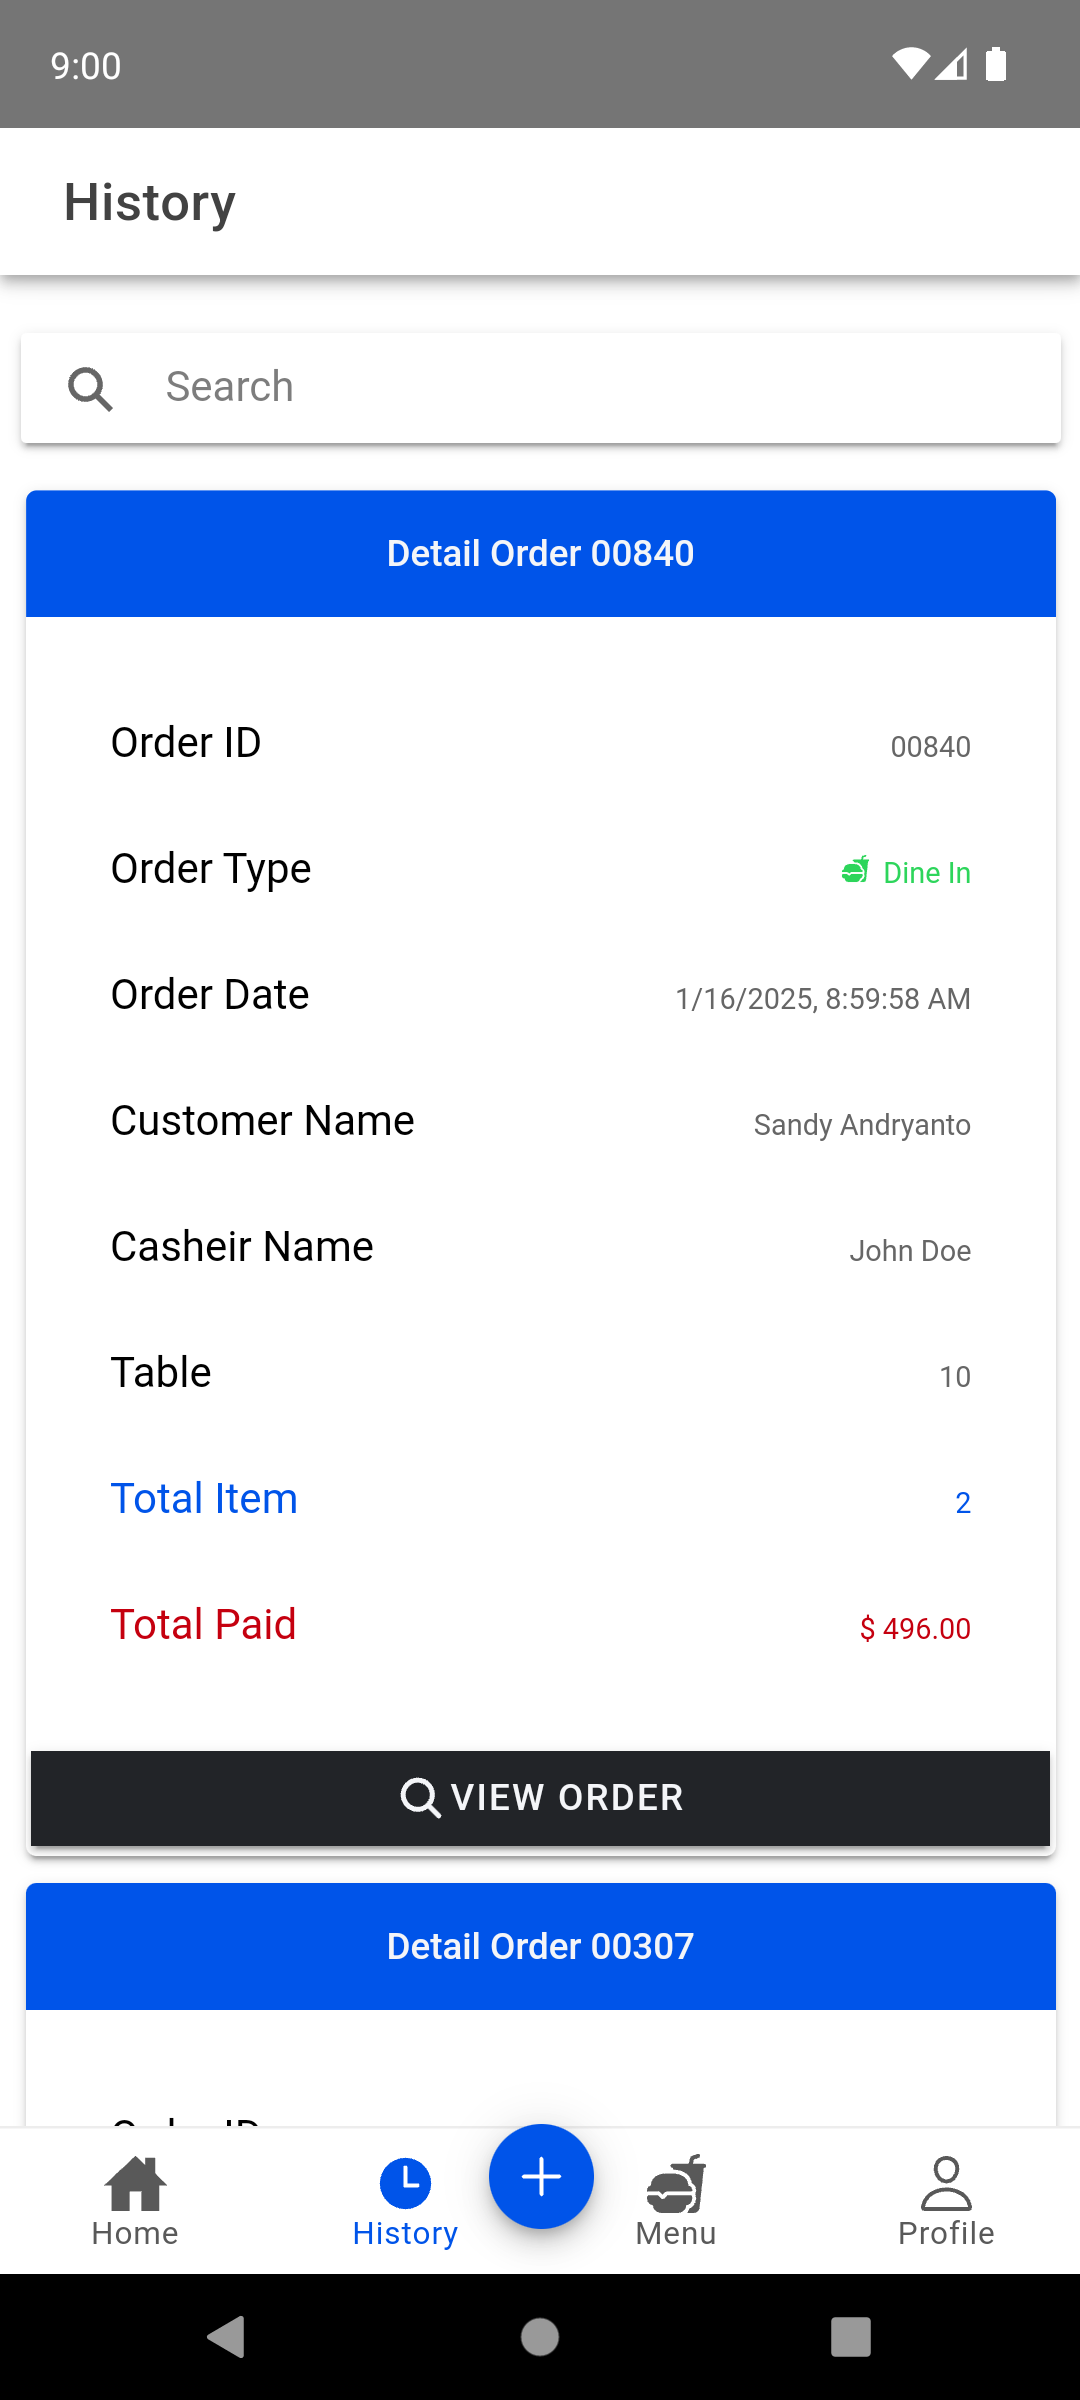 9:00
History
Search
Detail Order 00840
Order ID 00840
Order Type Dine In
Order Date 1/16/2025, 8:59:58 AM
Customer Name Sandy Andryanto
Casheir Name John Doe
Table 10
Total Item 2
Total Paid $ 496.00
VIEW ORDER
Detail Order 00307
Order ID
Home History Menu Profile